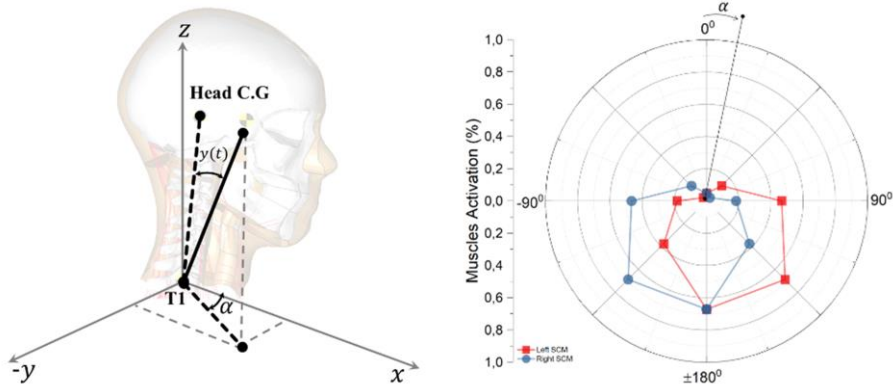 z
Head C.G
y(t)
T1
α
-y
x
α
1,0
0⁰
0,8
0,6
0,4
0,2
0,0
-90⁰
90⁰
0,2
0,4
0,6
0,8
1,0
Muscles Activation (%)
Left SCM
Right SCM
±180⁰